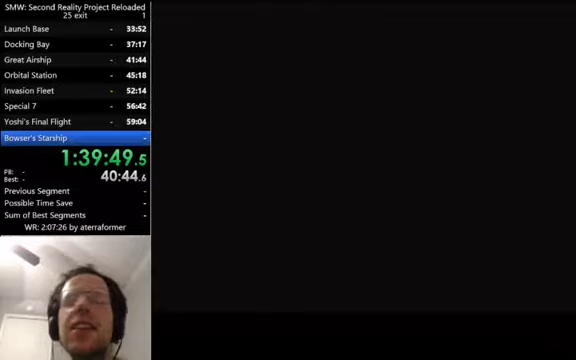 SMW: Second Reality Project Reloaded
25 exit 1
Launch Base - 33:52
Docking Bay - 37:17
Great Airship - 41:44
Orbital Station - 45:18
Invasion Fleet - 52:14
Special 7 - 56:42
Yoshi's Final Flight - 59:04
Bowser's Starship -
1:39:49.5
PB: -
Best: - 40:44.6
Previous Segment -
Possible Time Save -
Sum of Best Segments -
WR: 2:07:26 by aterraformer